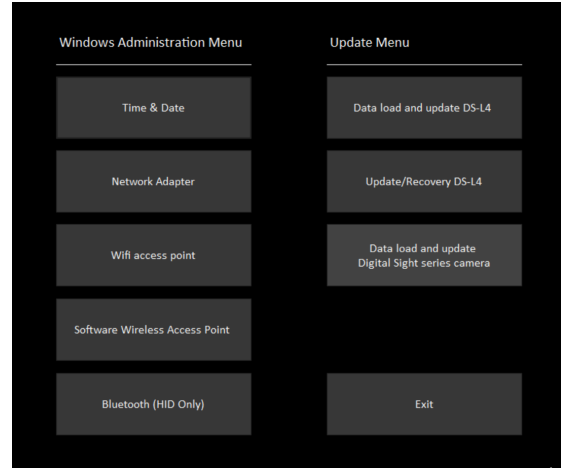 Windows Administration Menu
Update Menu
Time & Date
Data load and update DS-L4
Network Adapter
Update/Recovery DS-L4
Wifi access point
Data load and update
Digital Sight series camera
Software Wireless Access Point
Bluetooth (HID Only)
Exit